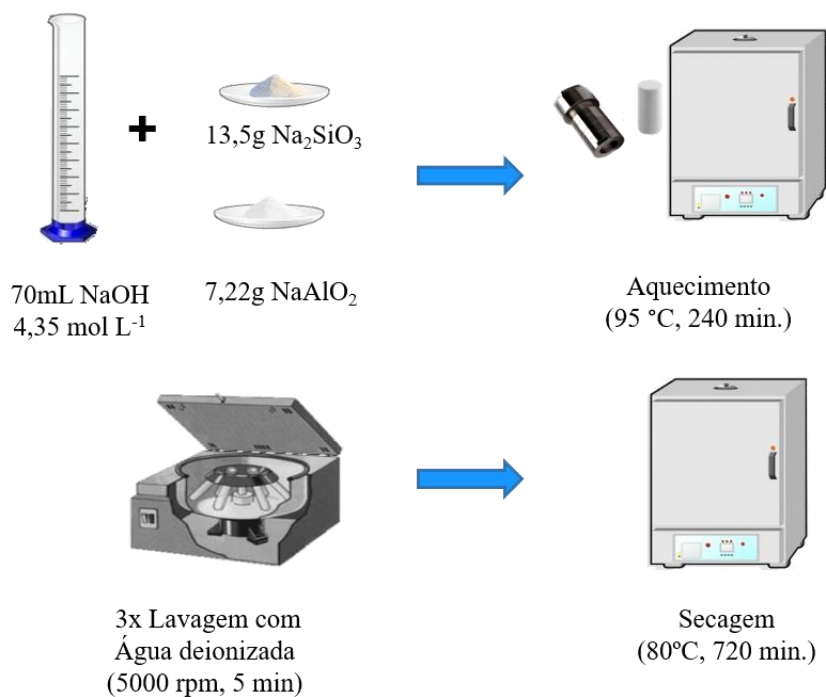 +
13,5g Na₂SiO₃
7,22g NaAlO₂
70mL NaOH
4,35 mol L⁻¹
Aquecimento
(95 °C, 240 min.)
3x Lavagem com
Água deionizada
(5000 rpm, 5 min)
Secagem
(80ºC, 720 min.)